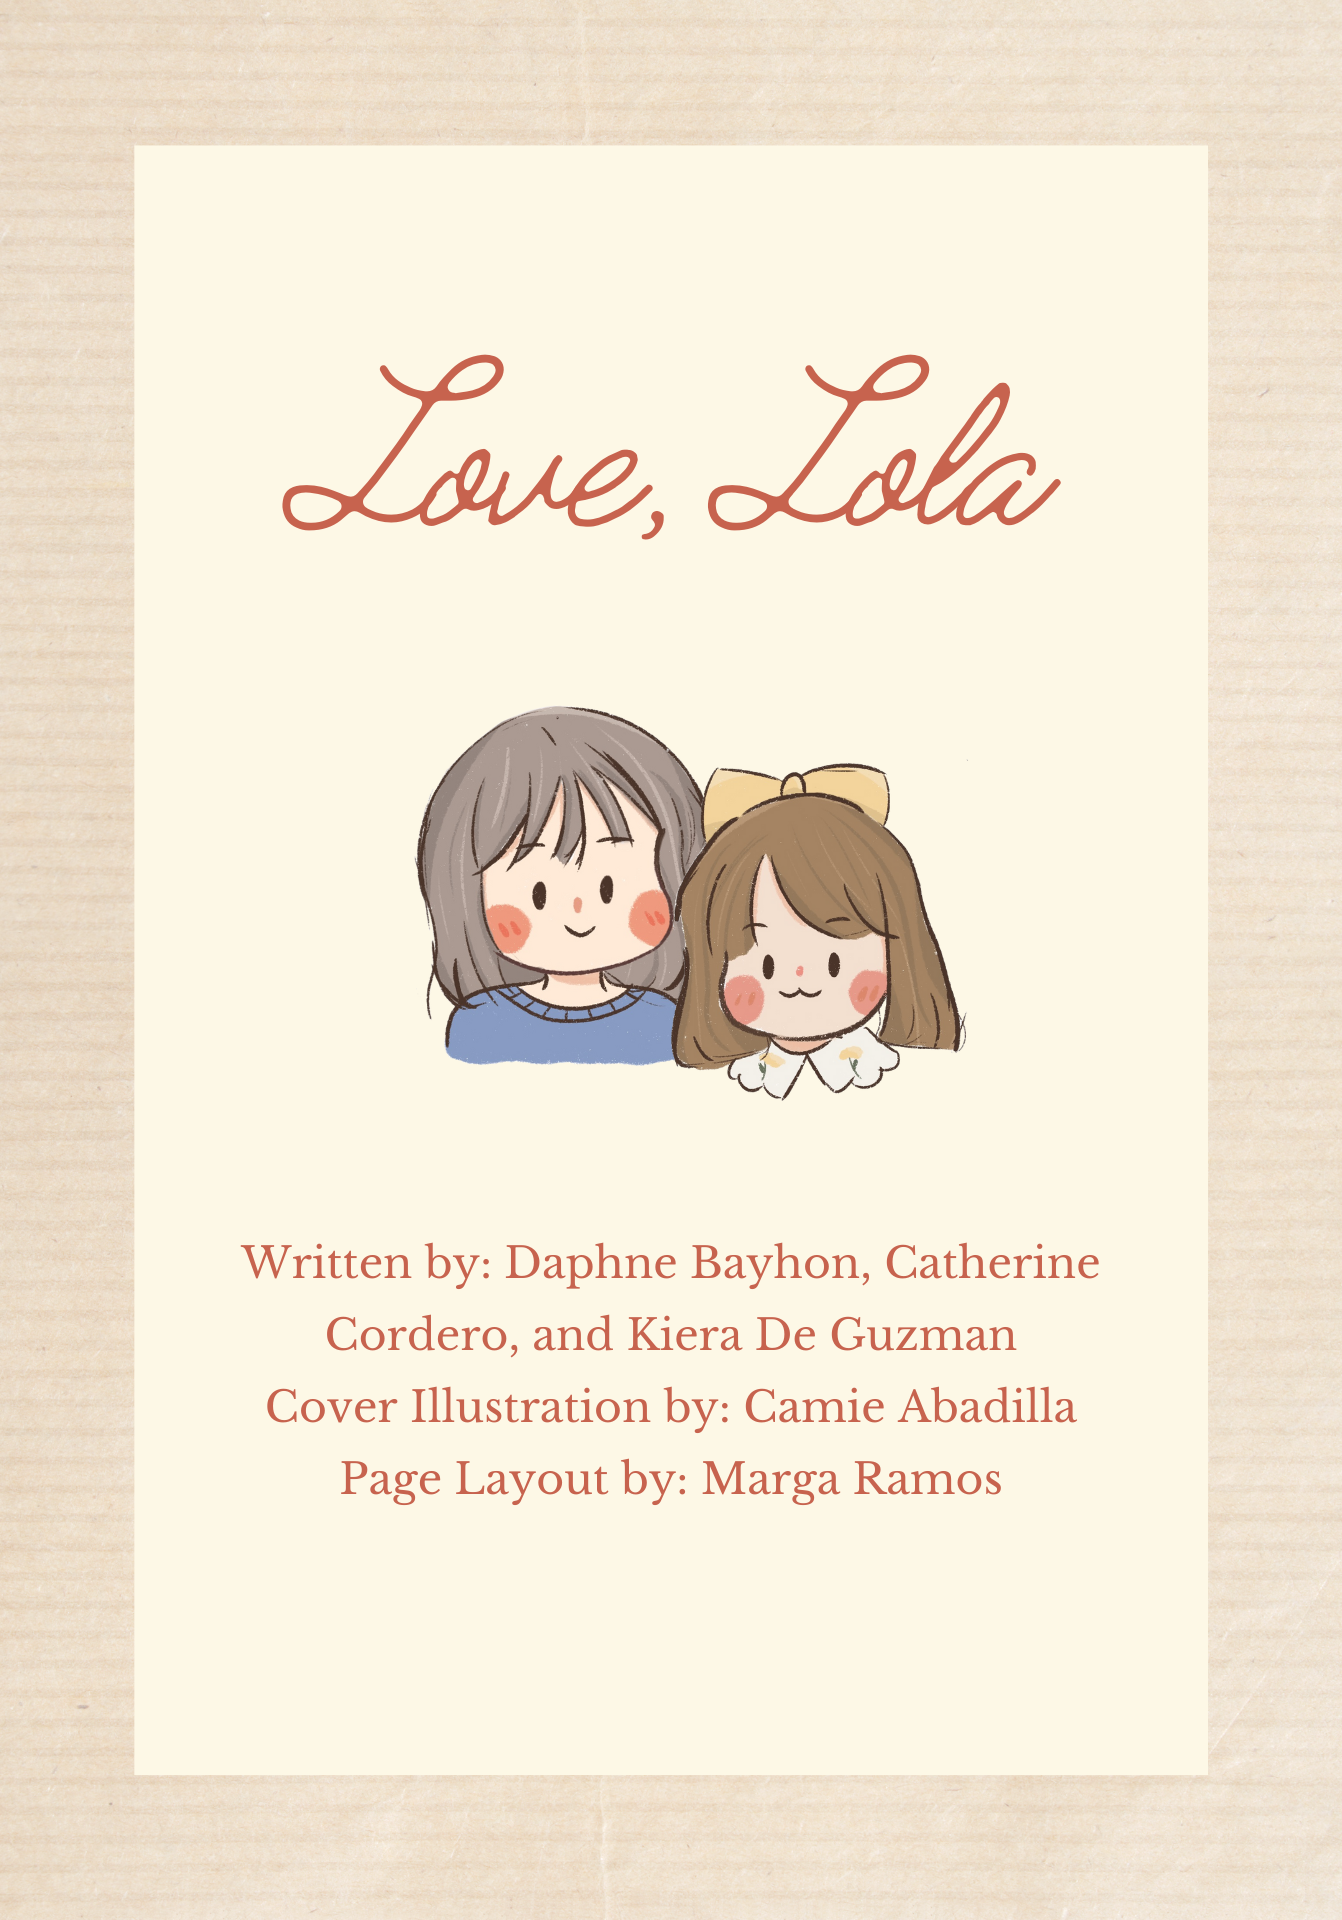 Love, Lola
Written by: Daphne Bayhon, Catherine
Cordero, and Kiera De Guzman
Cover Illustration by: Camie Abadilla
Page Layout by: Marga Ramos